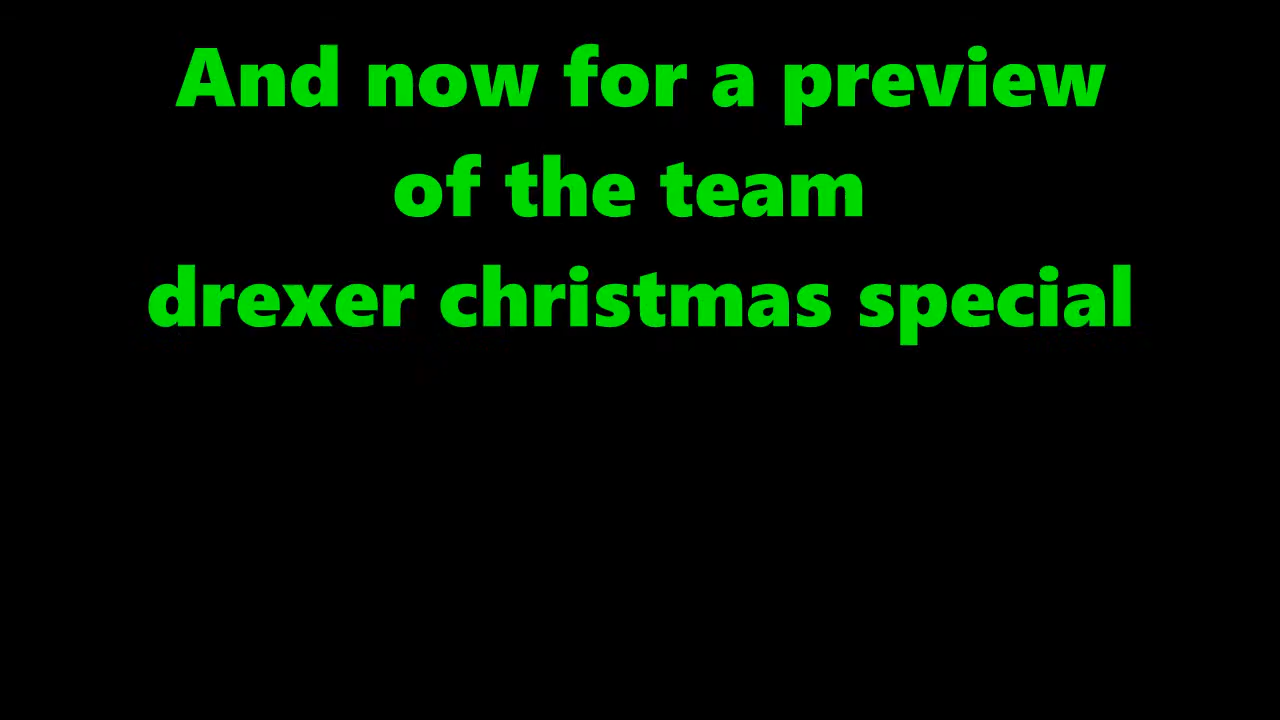 And now for a preview
of the team
drexer christmas special